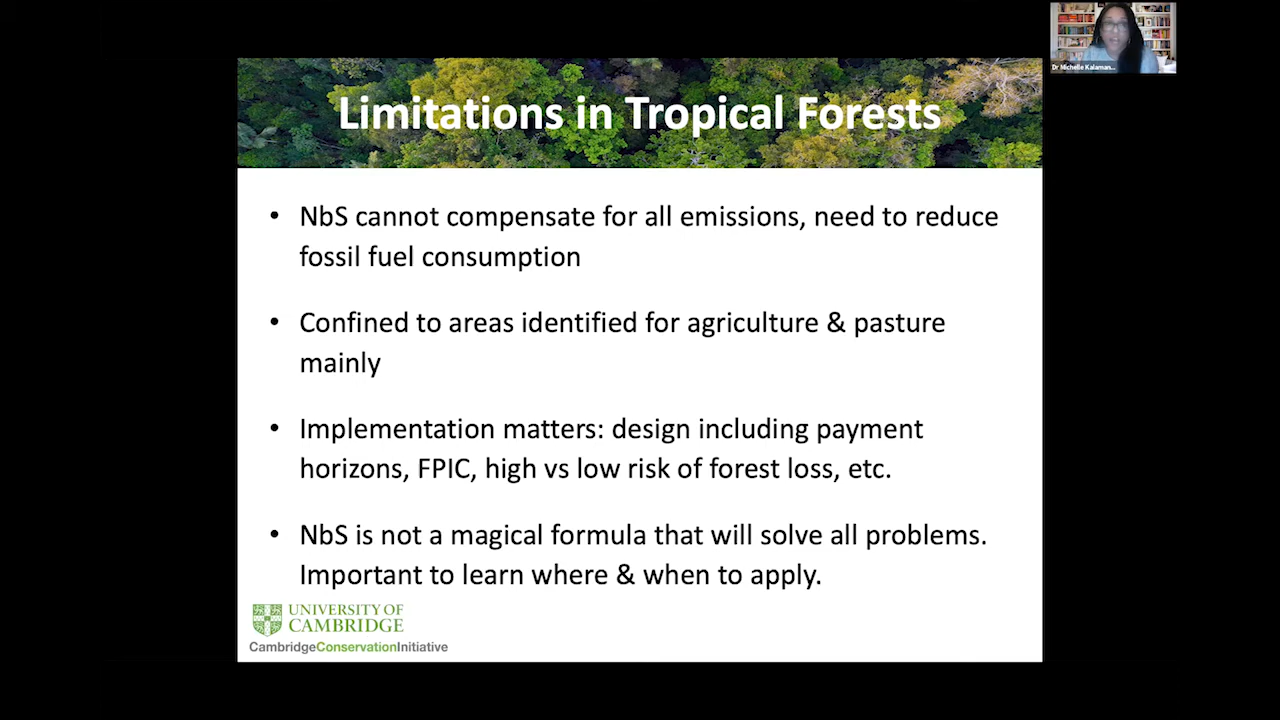 Dr Michelle Kalaman...
Limitations in Tropical Forests
• NbS cannot compensate for all emissions, need to reduce
fossil fuel consumption
• Confined to areas identified for agriculture & pasture
mainly
• Implementation matters: design including payment
horizons, FPIC, high vs low risk of forest loss, etc.
• NbS is not a magical formula that will solve all problems.
Important to learn where & when to apply.
UNIVERSITY OF
CAMBRIDGE
CambridgeConservationInitiative